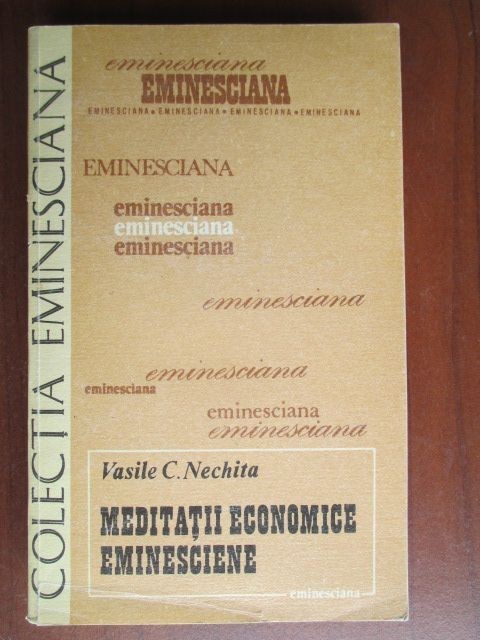 COLECȚIA EMINESCIANA
eminesciana
EMINESCIANA
EMINESCIANA • EMINESCIANA • EMINESCIANA • EMINESCIANA
EMINESCIANA
eminesciana
eminesciana
eminesciana
eminesciana
eminesciana
eminesciana
eminesciana
eminesciana
Vasile C. Nechita
MEDITAȚII ECONOMICE
EMINESCIENE
eminesciana